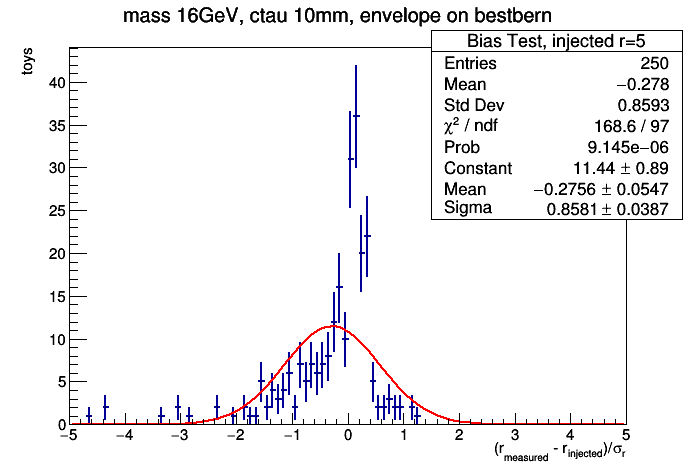 mass 16GeV, ctau 10mm, envelope on bestbern
Bias Test, injected r=5
Entries 250
Mean −0.278
Std Dev 0.8593
χ² / ndf 168.6 / 97
Prob 9.145e−06
Constant 11.44 ± 0.89
Mean −0.2756 ± 0.0547
Sigma 0.8581 ± 0.0387
toys
40
35
30
25
20
15
10
5
0
−5 −4 −3 −2 −1 0 1 2 3 4 5
(r_measured - r_injected)/σ_r